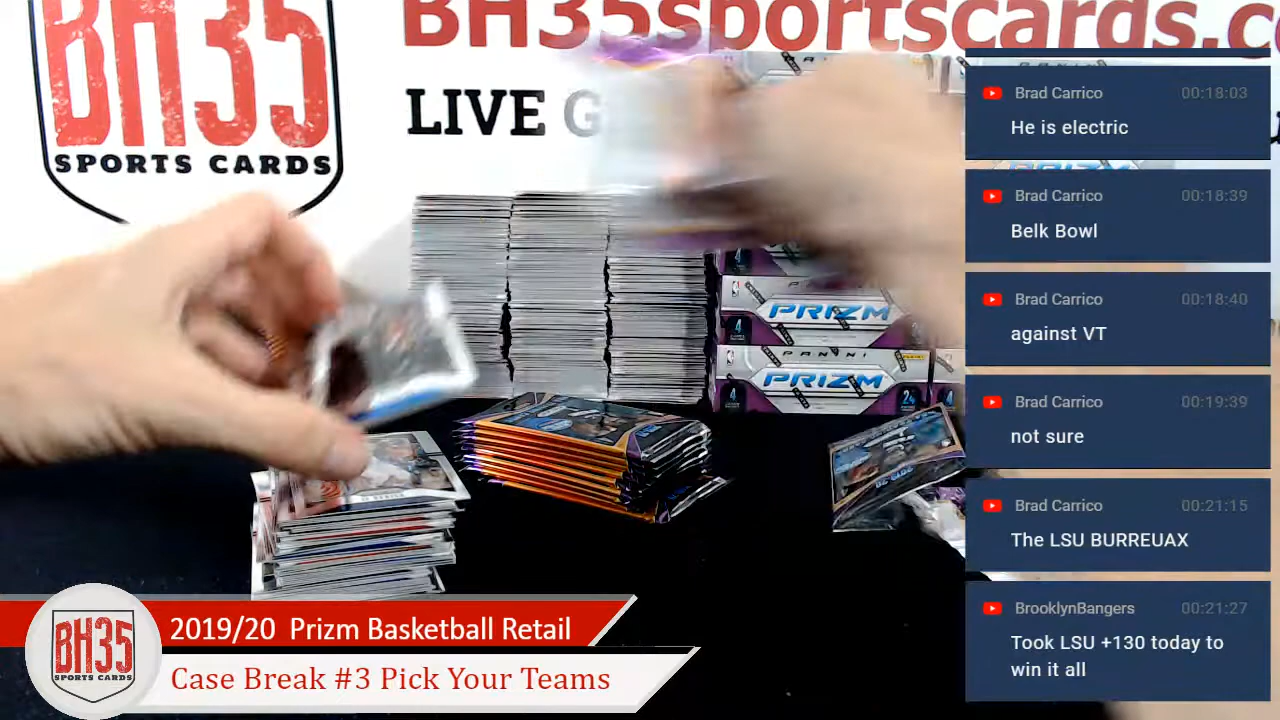 BH35
SPORTS CARDS
BH35sportscards.c
LIVE G
PRIZM
PANINI
PRIZM
4
4
24
Brad Carrico 00:18:03
He is electric
Brad Carrico 00:18:39
Belk Bowl
Brad Carrico 00:18:40
against VT
Brad Carrico 00:19:39
not sure
Brad Carrico 00:21:15
The LSU BURREUAX
BrooklynBangers 00:21:27
Took LSU +130 today to
win it all
BH35
SPORTS CARDS
2019/20 Prizm Basketball Retail
Case Break #3 Pick Your Teams